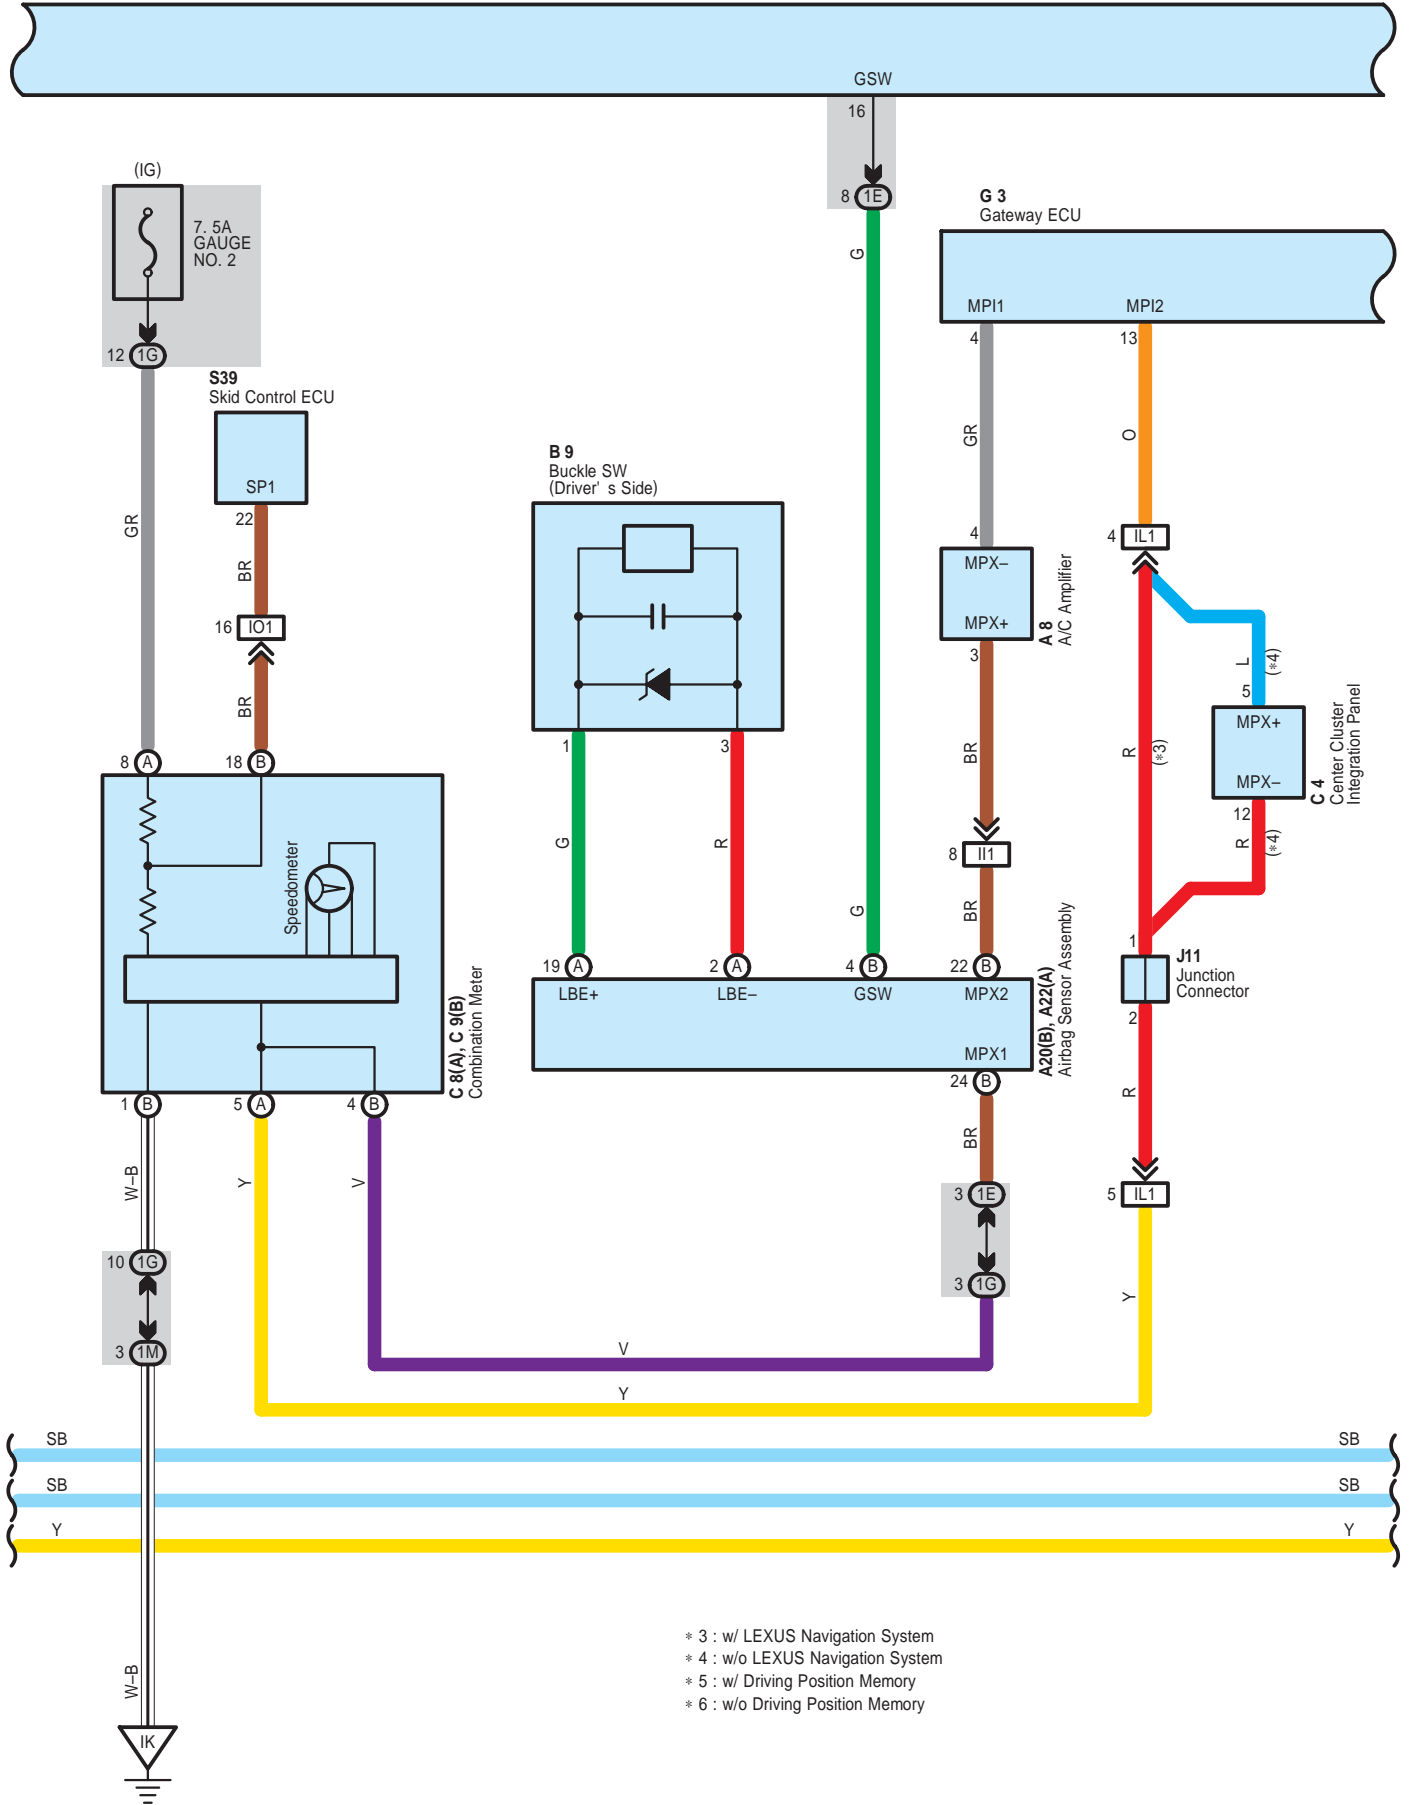 GSW
16
8 1E
G
(IG)
7. 5A
GAUGE
NO. 2
12 1G
GR
S39
Skid Control ECU
SP1
22
BR
16 IO1
BR
8 A
18 B
Speedometer
C 8(A), C 9(B)
Combination Meter
1 B
5 A
4 B
W–B
Y
V
10 1G
3 1M
W–B
IK
B 9
Buckle SW
(Driver' s Side)
1
3
G
R
G
19 A
2 A
4 B
22 B
LBE+
LBE–
GSW
MPX2
MPX1
A20(B), A22(A)
Airbag Sensor Assembly
24 B
BR
3 1E
3 1G
V
Y
G 3
Gateway ECU
MPI1
MPI2
4
13
GR
O
4
MPX–
MPX+
A 8
A/C Amplifier
3
BR
8 II1
BR
4 IL1
L
(*4)
5
MPX+
MPX–
C 4
Center Cluster
Integration Panel
12
R
(*4)
R
(*3)
1
J11
Junction
Connector
2
R
5 IL1
Y
SB
SB
SB
SB
Y
Y
* 3 : w/ LEXUS Navigation System
* 4 : w/o LEXUS Navigation System
* 5 : w/ Driving Position Memory
* 6 : w/o Driving Position Memory